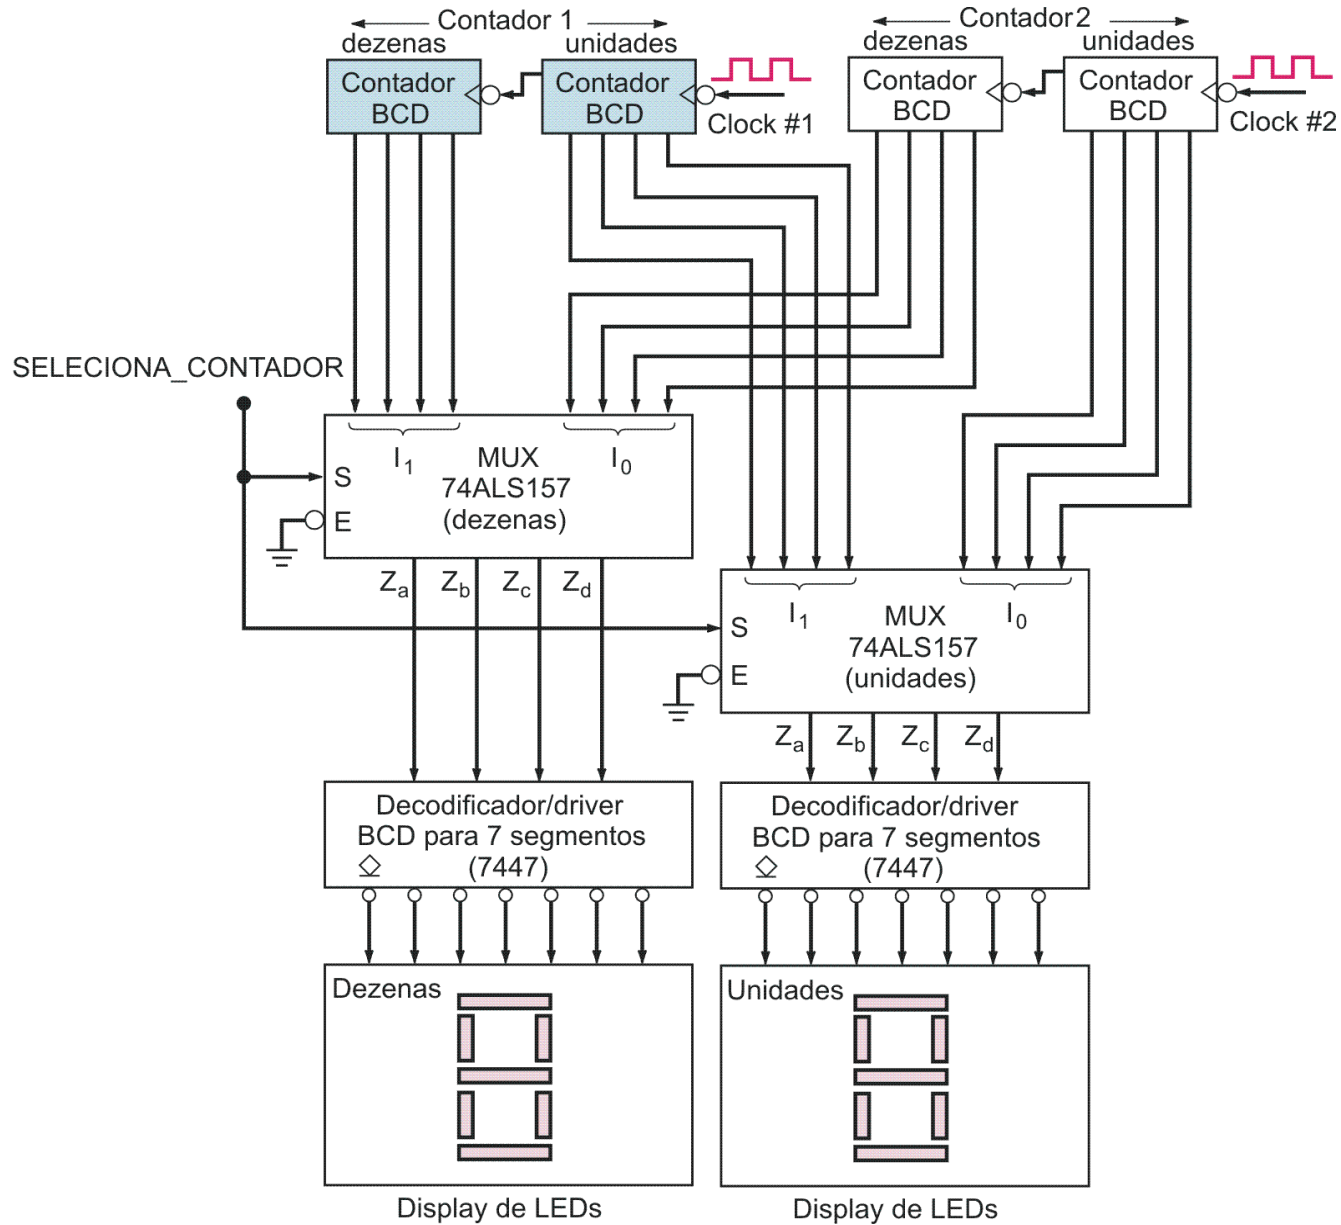 Contador 1
Contador 2
dezenas
unidades
dezenas
unidades
Contador
BCD
Contador
BCD
Clock #1
Contador
BCD
Contador
BCD
Clock #2
SELECIONA_CONTADOR
I1
MUX
I0
S
74ALS157
E
(dezenas)
Za
Zb
Zc
Zd
I1
MUX
I0
S
74ALS157
E
(unidades)
Za
Zb
Zc
Zd
Decodificador/driver
BCD para 7 segmentos
(7447)
Decodificador/driver
BCD para 7 segmentos
(7447)
Dezenas
Unidades
Display de LEDs
Display de LEDs